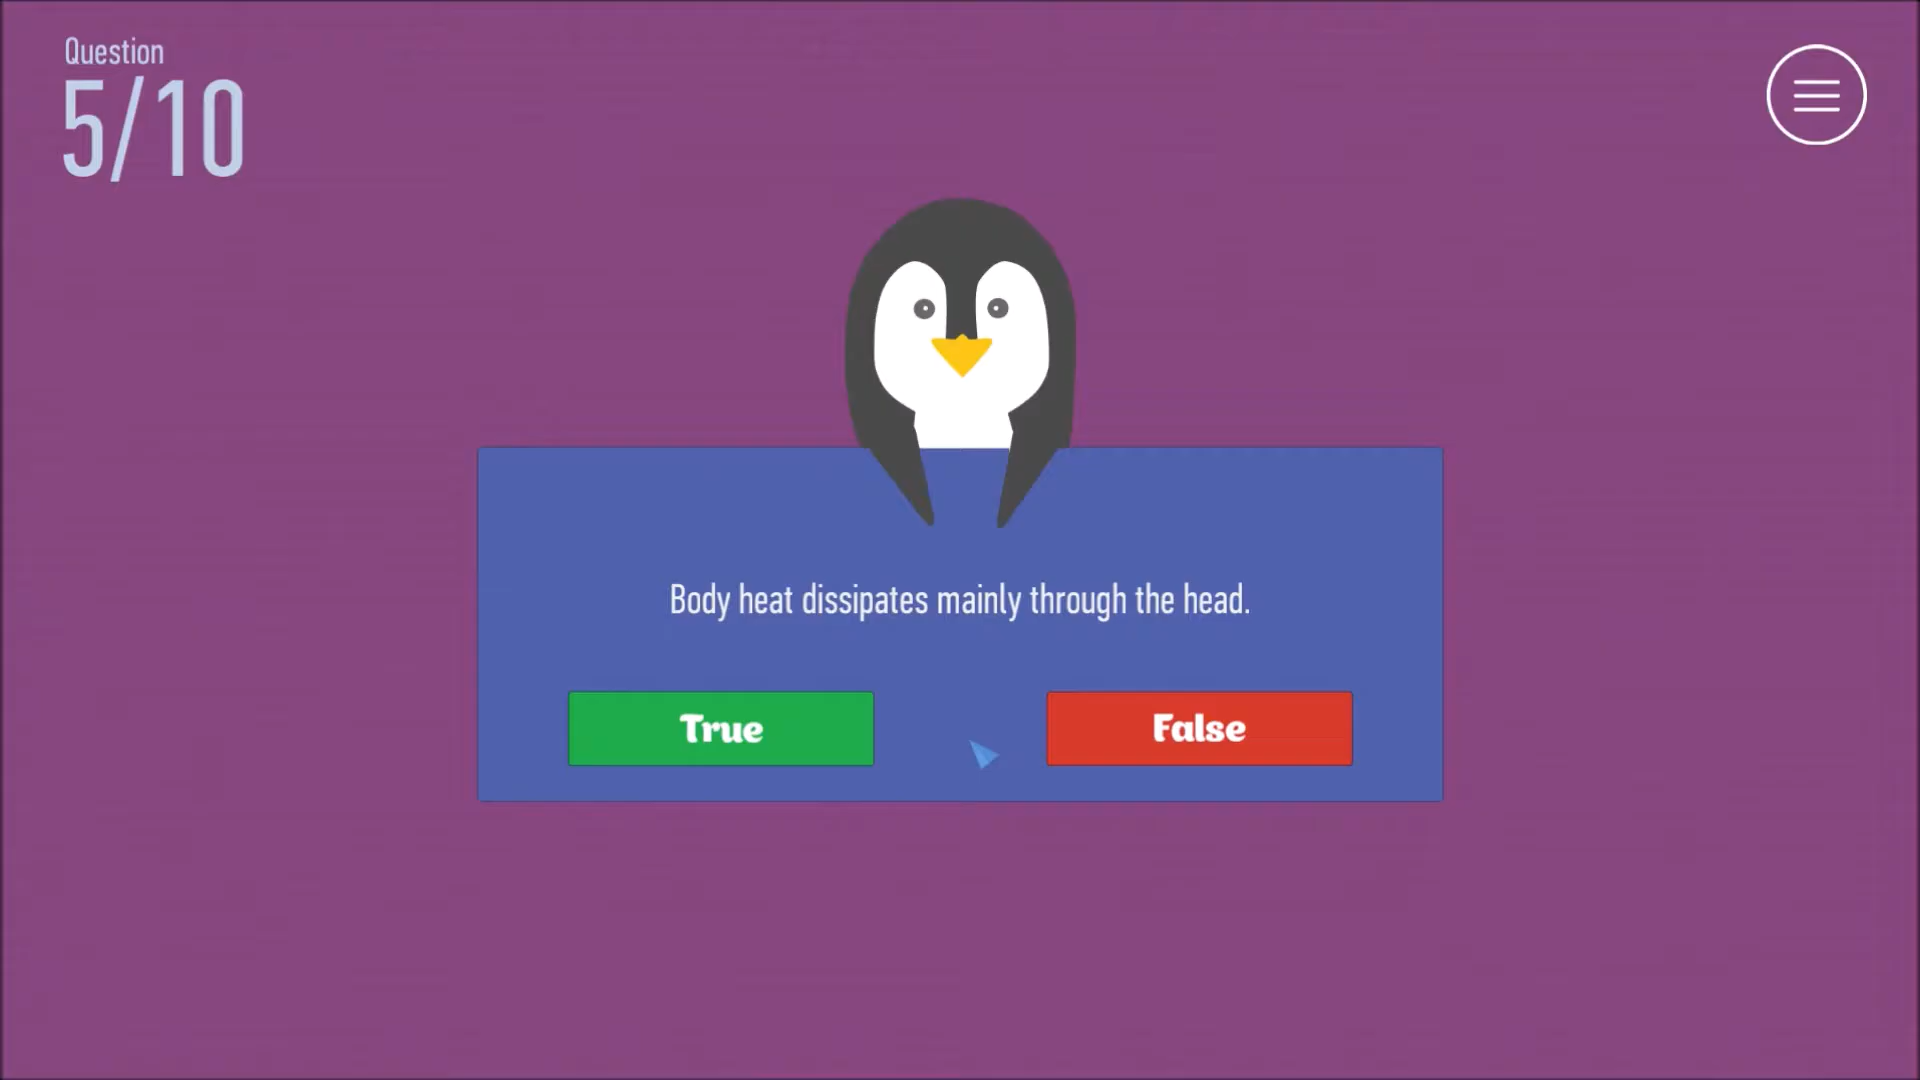 Question
5/10
Body heat dissipates mainly through the head.
True
False